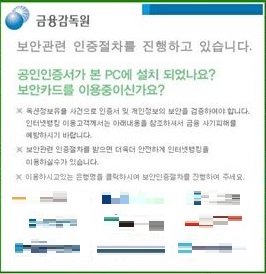 금융감독원
보안관련 인증절차를 진행하고 있습니다.
공인인증서가 본 PC에 설치 되었나요?
보안카드를 이용중이신가요?
※ 옥션정보유출 사건으로 인증서 및 개인정보의 보안을 검증하여야 합니다.
인터넷뱅킹 이용고객께서는 아래내용을 참조하셔서 금융 사기피해를
예방하시기 바랍니다.
※ 보안관련 인증절차를 받으면 더욱더 안전하게 인터넷뱅킹을
이용하실수가 있습니다.
※ 이용하시고있는 은행명을 클릭하시여 보안인증절차를 진행하여 주세요.